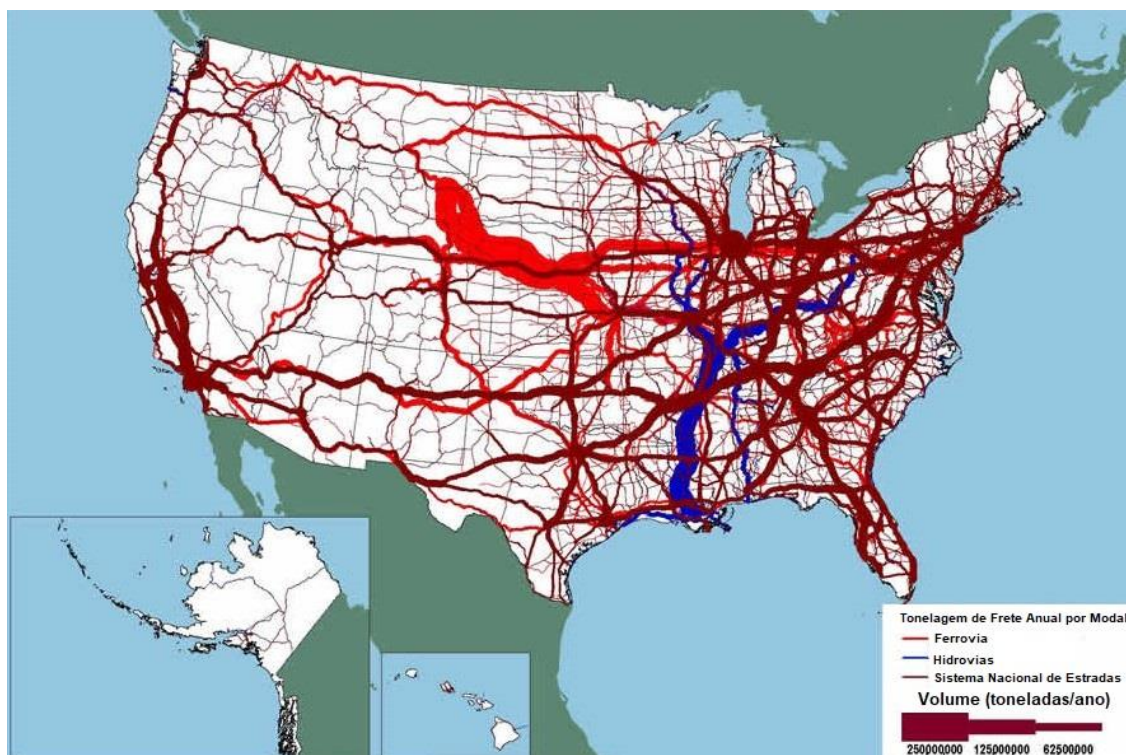 Tonelagem de Frete Anual por Modal
Ferrovia
Hidrovias
Sistema Nacional de Estradas
Volume (toneladas/ano)
250000000 125000000 62500000